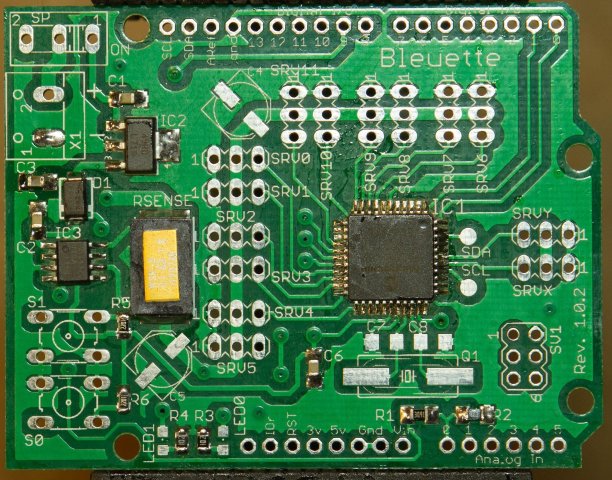 2 SP
ON
SCL
13 12 11 10
C1
C4
SRV11
Bleuette
X1
IC2
SRV10
SRV9
SRV8
SRV7
SRV6
SRV0
C3
D1
SRV1
RSENSE
IC1
SRV2
SRVY
C2
IC3
SDA
SCL
SRV3
SRVX
S1
R5
SRV4
C7
C8
SV1
Rev. 1.0.2
SRV5
C6
Q1
C5
R6
R4
R3
LED0
R1
R2
S0
LED1
RST
3v
5v
Gnd
Vin
0 1 2 3 4 5
Analog In